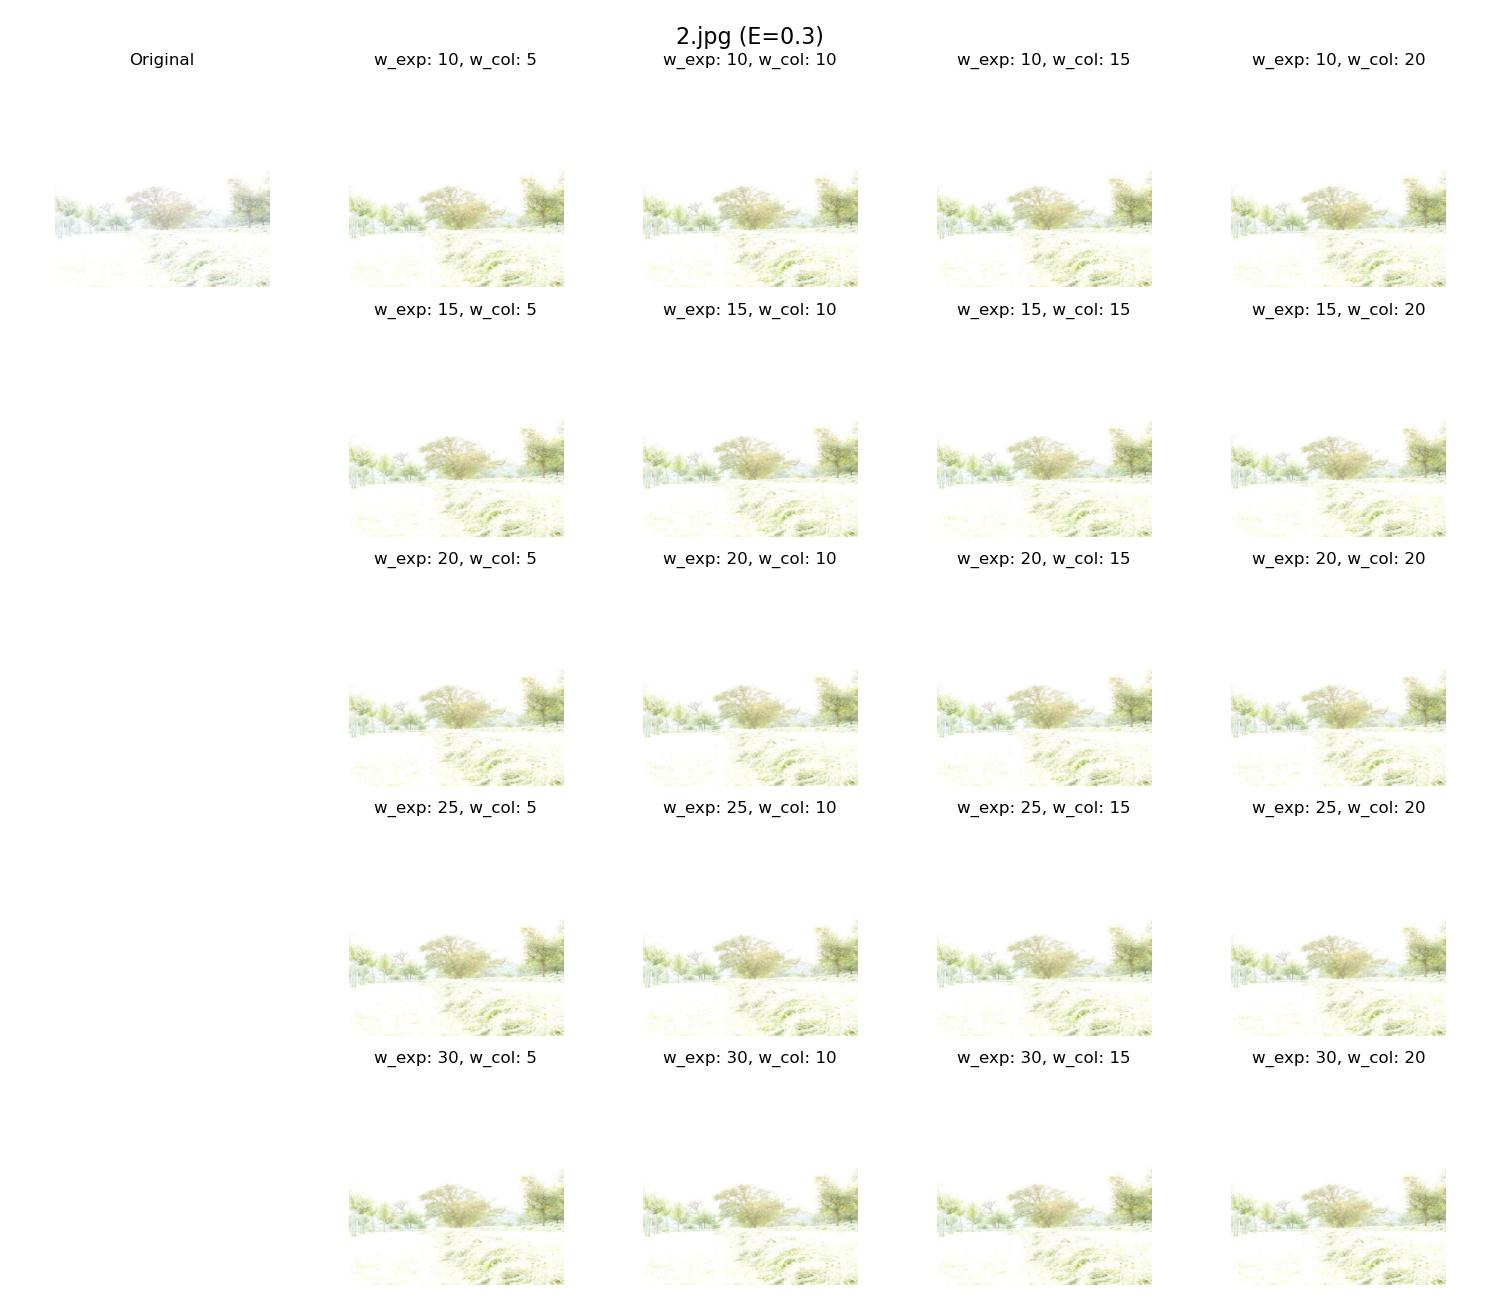 2.jpg (E=0.3)
Original
w_exp: 10, w_col: 5
w_exp: 10, w_col: 10
w_exp: 10, w_col: 15
w_exp: 10, w_col: 20
w_exp: 15, w_col: 5
w_exp: 15, w_col: 10
w_exp: 15, w_col: 15
w_exp: 15, w_col: 20
w_exp: 20, w_col: 5
w_exp: 20, w_col: 10
w_exp: 20, w_col: 15
w_exp: 20, w_col: 20
w_exp: 25, w_col: 5
w_exp: 25, w_col: 10
w_exp: 25, w_col: 15
w_exp: 25, w_col: 20
w_exp: 30, w_col: 5
w_exp: 30, w_col: 10
w_exp: 30, w_col: 15
w_exp: 30, w_col: 20